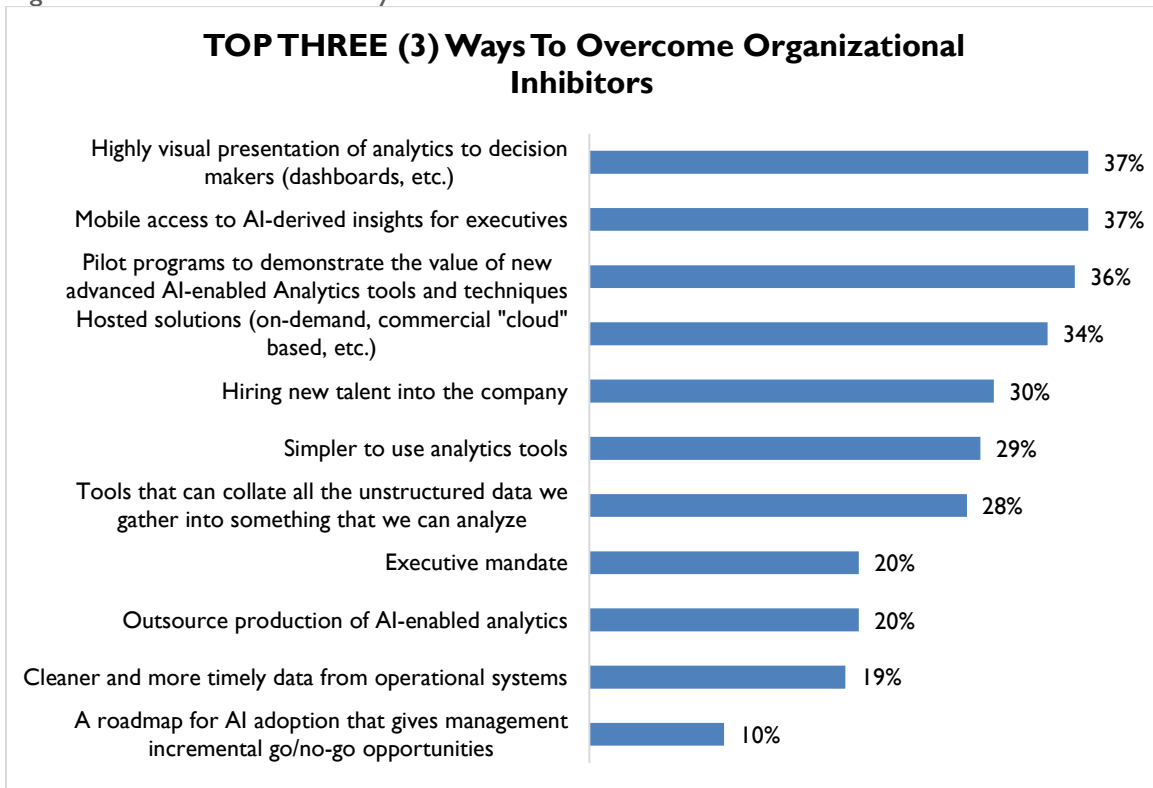 TOP THREE (3) Ways To Overcome Organizational
Inhibitors
Highly visual presentation of analytics to decision
makers (dashboards, etc.)
37%
Mobile access to AI-derived insights for executives
37%
Pilot programs to demonstrate the value of new
advanced AI-enabled Analytics tools and techniques
36%
Hosted solutions (on-demand, commercial "cloud"
based, etc.)
34%
Hiring new talent into the company
30%
Simpler to use analytics tools
29%
Tools that can collate all the unstructured data we
gather into something that we can analyze
28%
Executive mandate
20%
Outsource production of AI-enabled analytics
20%
Cleaner and more timely data from operational systems
19%
A roadmap for AI adoption that gives management
incremental go/no-go opportunities
10%